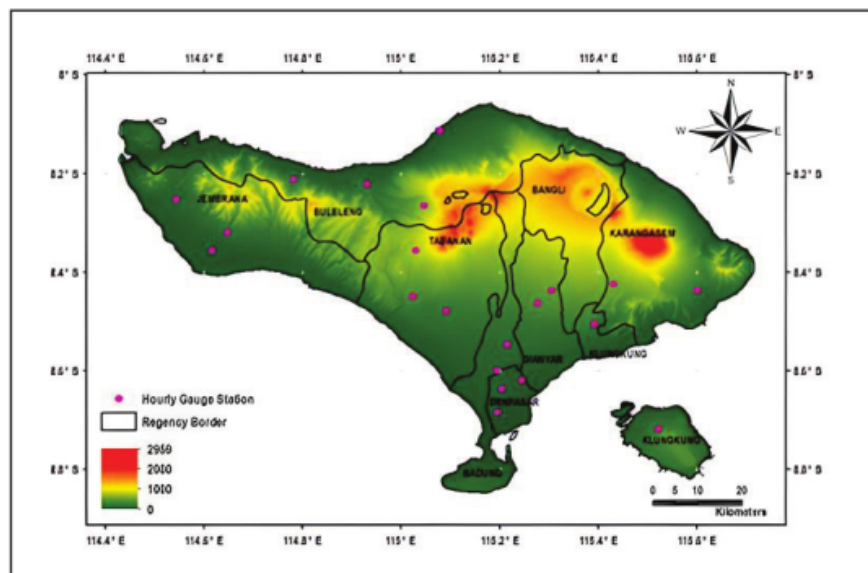 114.4° E 114.6° E 114.8° E 115° E 115.2° E 115.4° E 115.6° E
8° S 8° S
N
W E
S
8.2° S 8.2° S
JEMBRANA
BULELENG
BANGLI
TABANAN
KARANGASEM
8.4° S 8.4° S
8.6° S 8.6° S
GIANYAR
KLUNGKUNG
DENPASAR
Hourly Gauge Station
Regency Border
KLUNGKUNG
2959
2000
1000
0
BADUNG
8.8° S 8.8° S
0 5 10 20
Kilometers
114.4° E 114.6° E 114.8° E 115° E 115.2° E 115.4° E 115.6° E